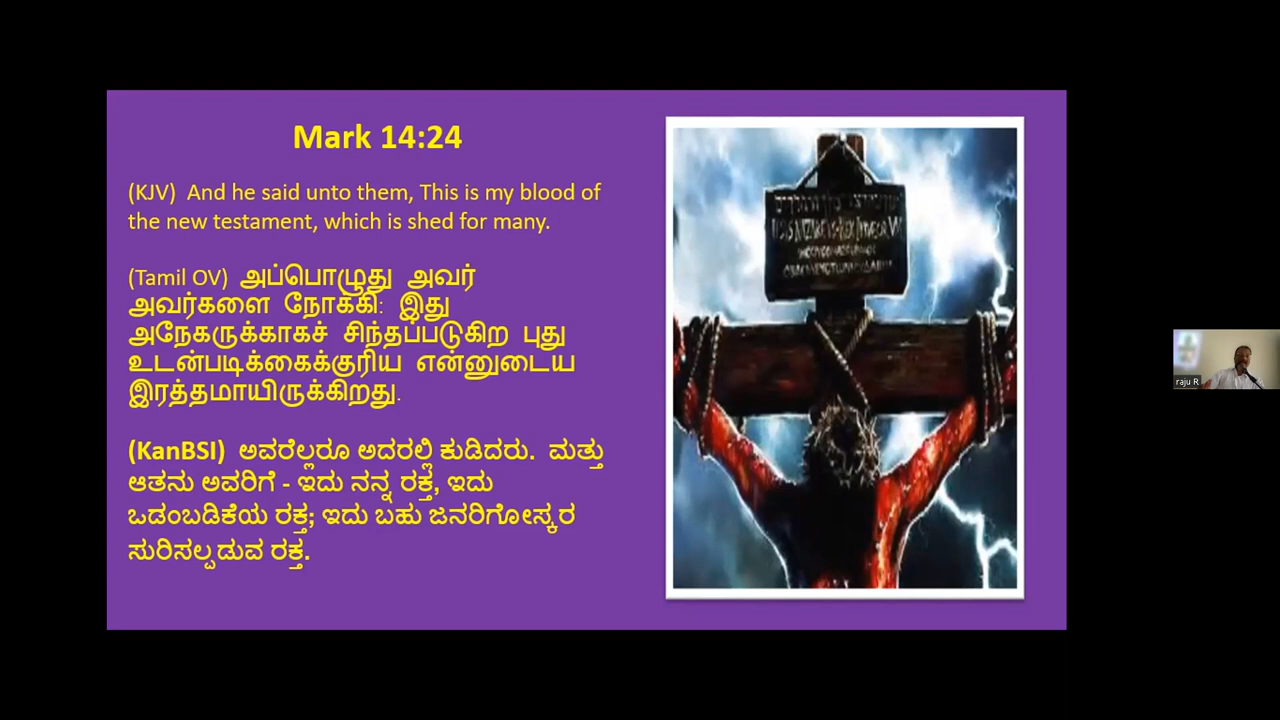 Mark 14:24
(KJV) And he said unto them, This is my blood of
the new testament, which is shed for many.
(Tamil OV) அப்பொழுது அவர்
அவர்களை நோக்கி: இது
அநேகருக்காகச் சிந்தப்படுகிற புது
உடன்படிக்கைக்குரிய என்னுடைய
இரத்தமாயிருக்கிறது.
(KanBSI) ಅವರೆಲ್ಲರೂ ಅದರಲ್ಲಿ ಕುಡಿದರು. ಮತ್ತು
ಆತನು ಅವರಿಗೆ - ಇದು ನನ್ನ ರಕ್ತ, ಇದು
ಒಡಂಬಡಿಕೆಯ ರಕ್ತ; ಇದು ಬಹು ಜನರಿಗೋಸ್ಕರ
ಸುರಿಸಲ್ಪಡುವ ರಕ್ತ.
raju R